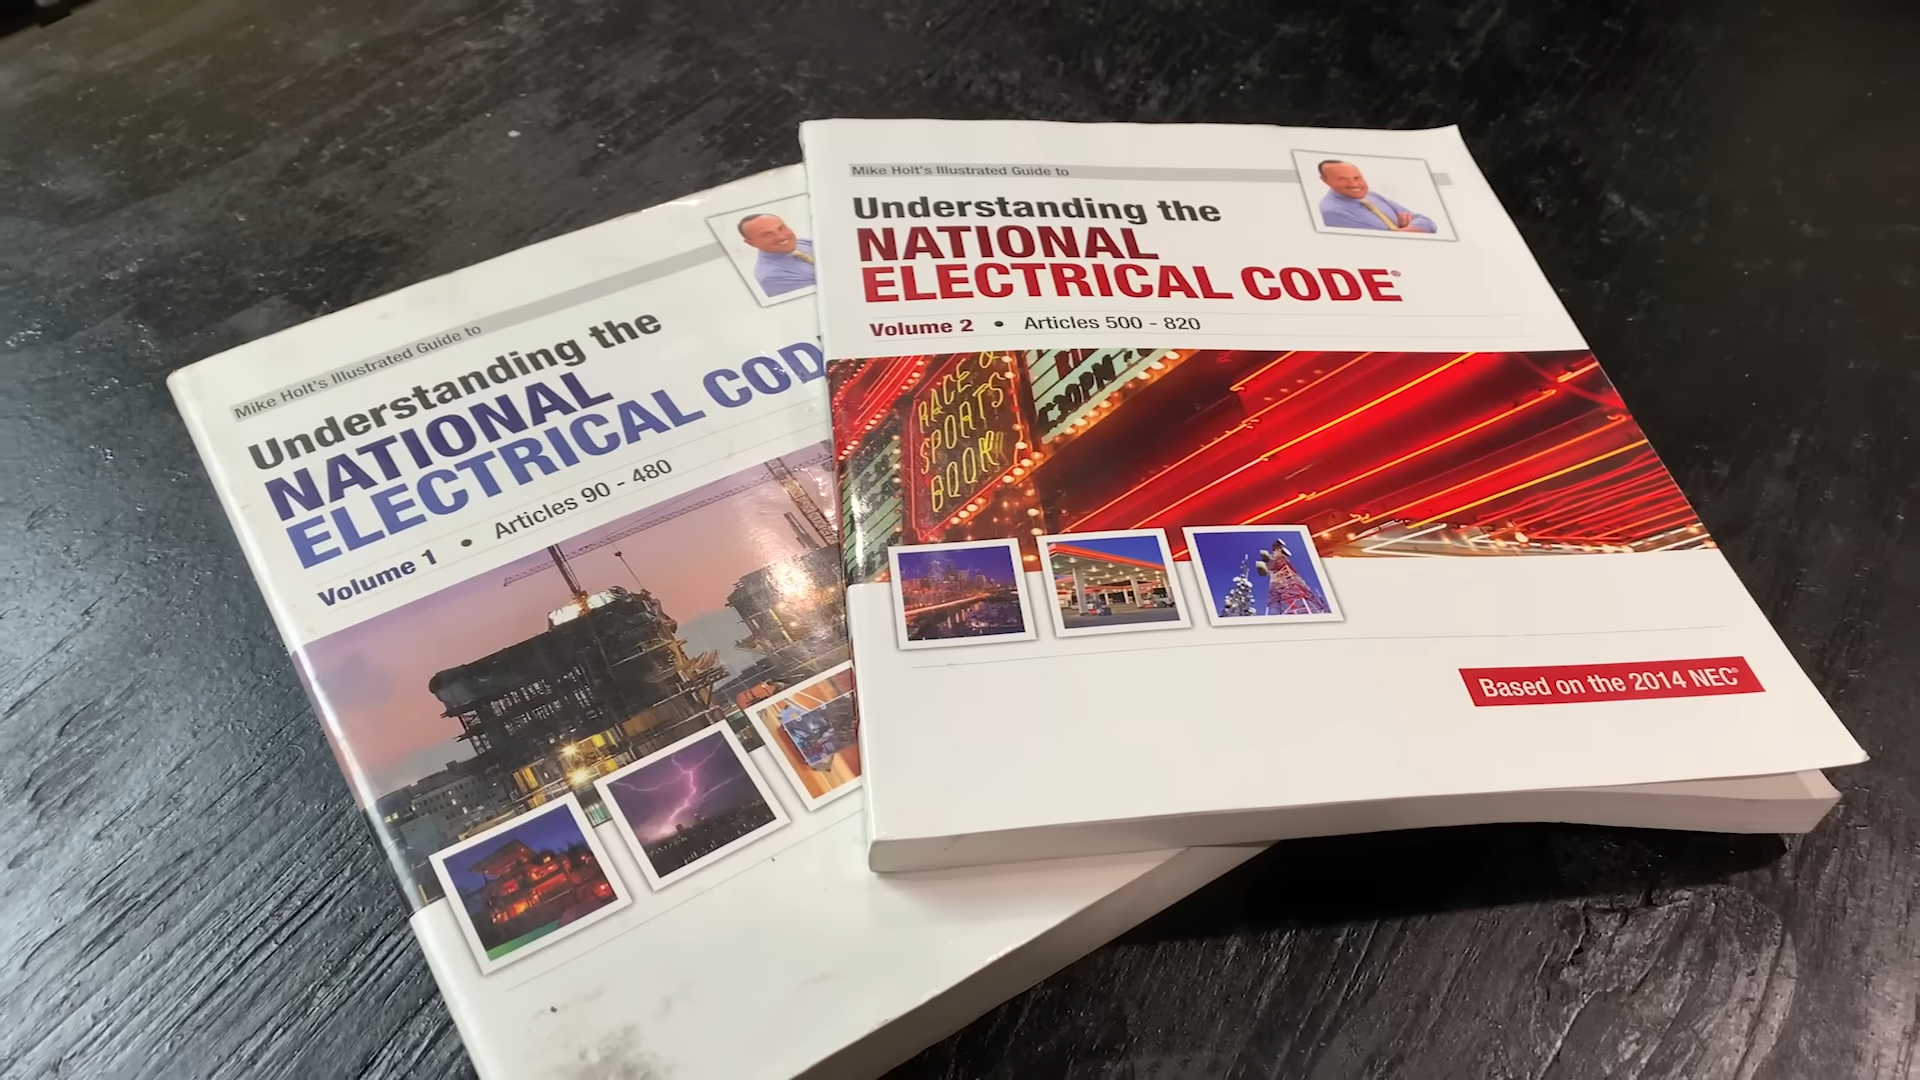 Mike Holt's Illustrated Guide to
Understanding the
NATIONAL
ELECTRICAL COD
Volume 1 • Articles 90 - 480
Mike Holt's Illustrated Guide to
Understanding the
NATIONAL
ELECTRICAL CODE®
Volume 2 • Articles 500 - 820
RACE &
SPORTS
BOOK
Based on the 2014 NEC®